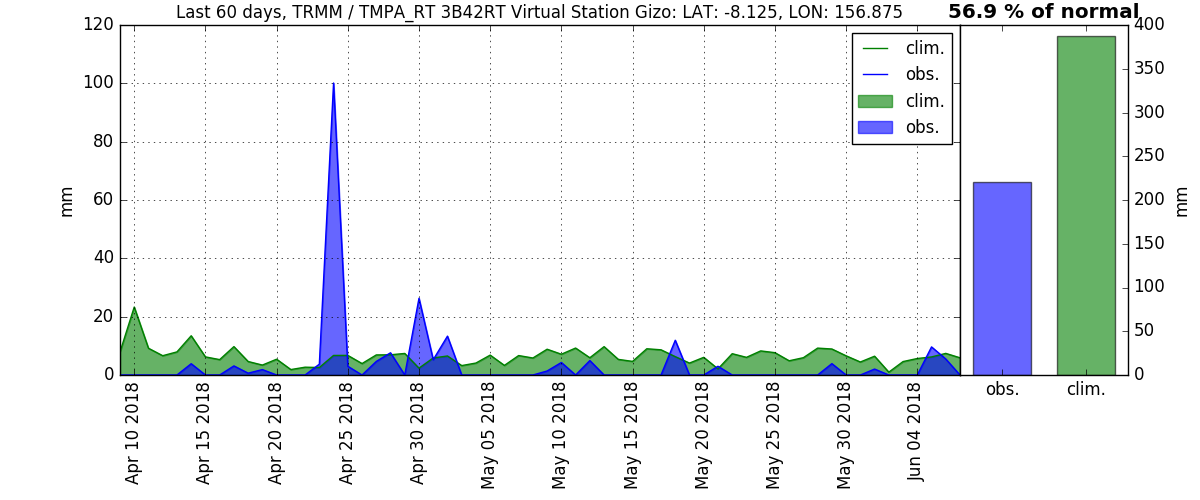 Last 60 days, TRMM / TMPA_RT 3B42RT Virtual Station Gizo: LAT: -8.125, LON: 156.875
56.9 % of normal
120
100
80
60
40
20
0
mm
clim.
obs.
clim.
obs.
Apr 10 2018
Apr 15 2018
Apr 20 2018
Apr 25 2018
Apr 30 2018
May 05 2018
May 10 2018
May 15 2018
May 20 2018
May 25 2018
May 30 2018
Jun 04 2018
400
350
300
250
200
150
100
50
0
mm
obs.
clim.